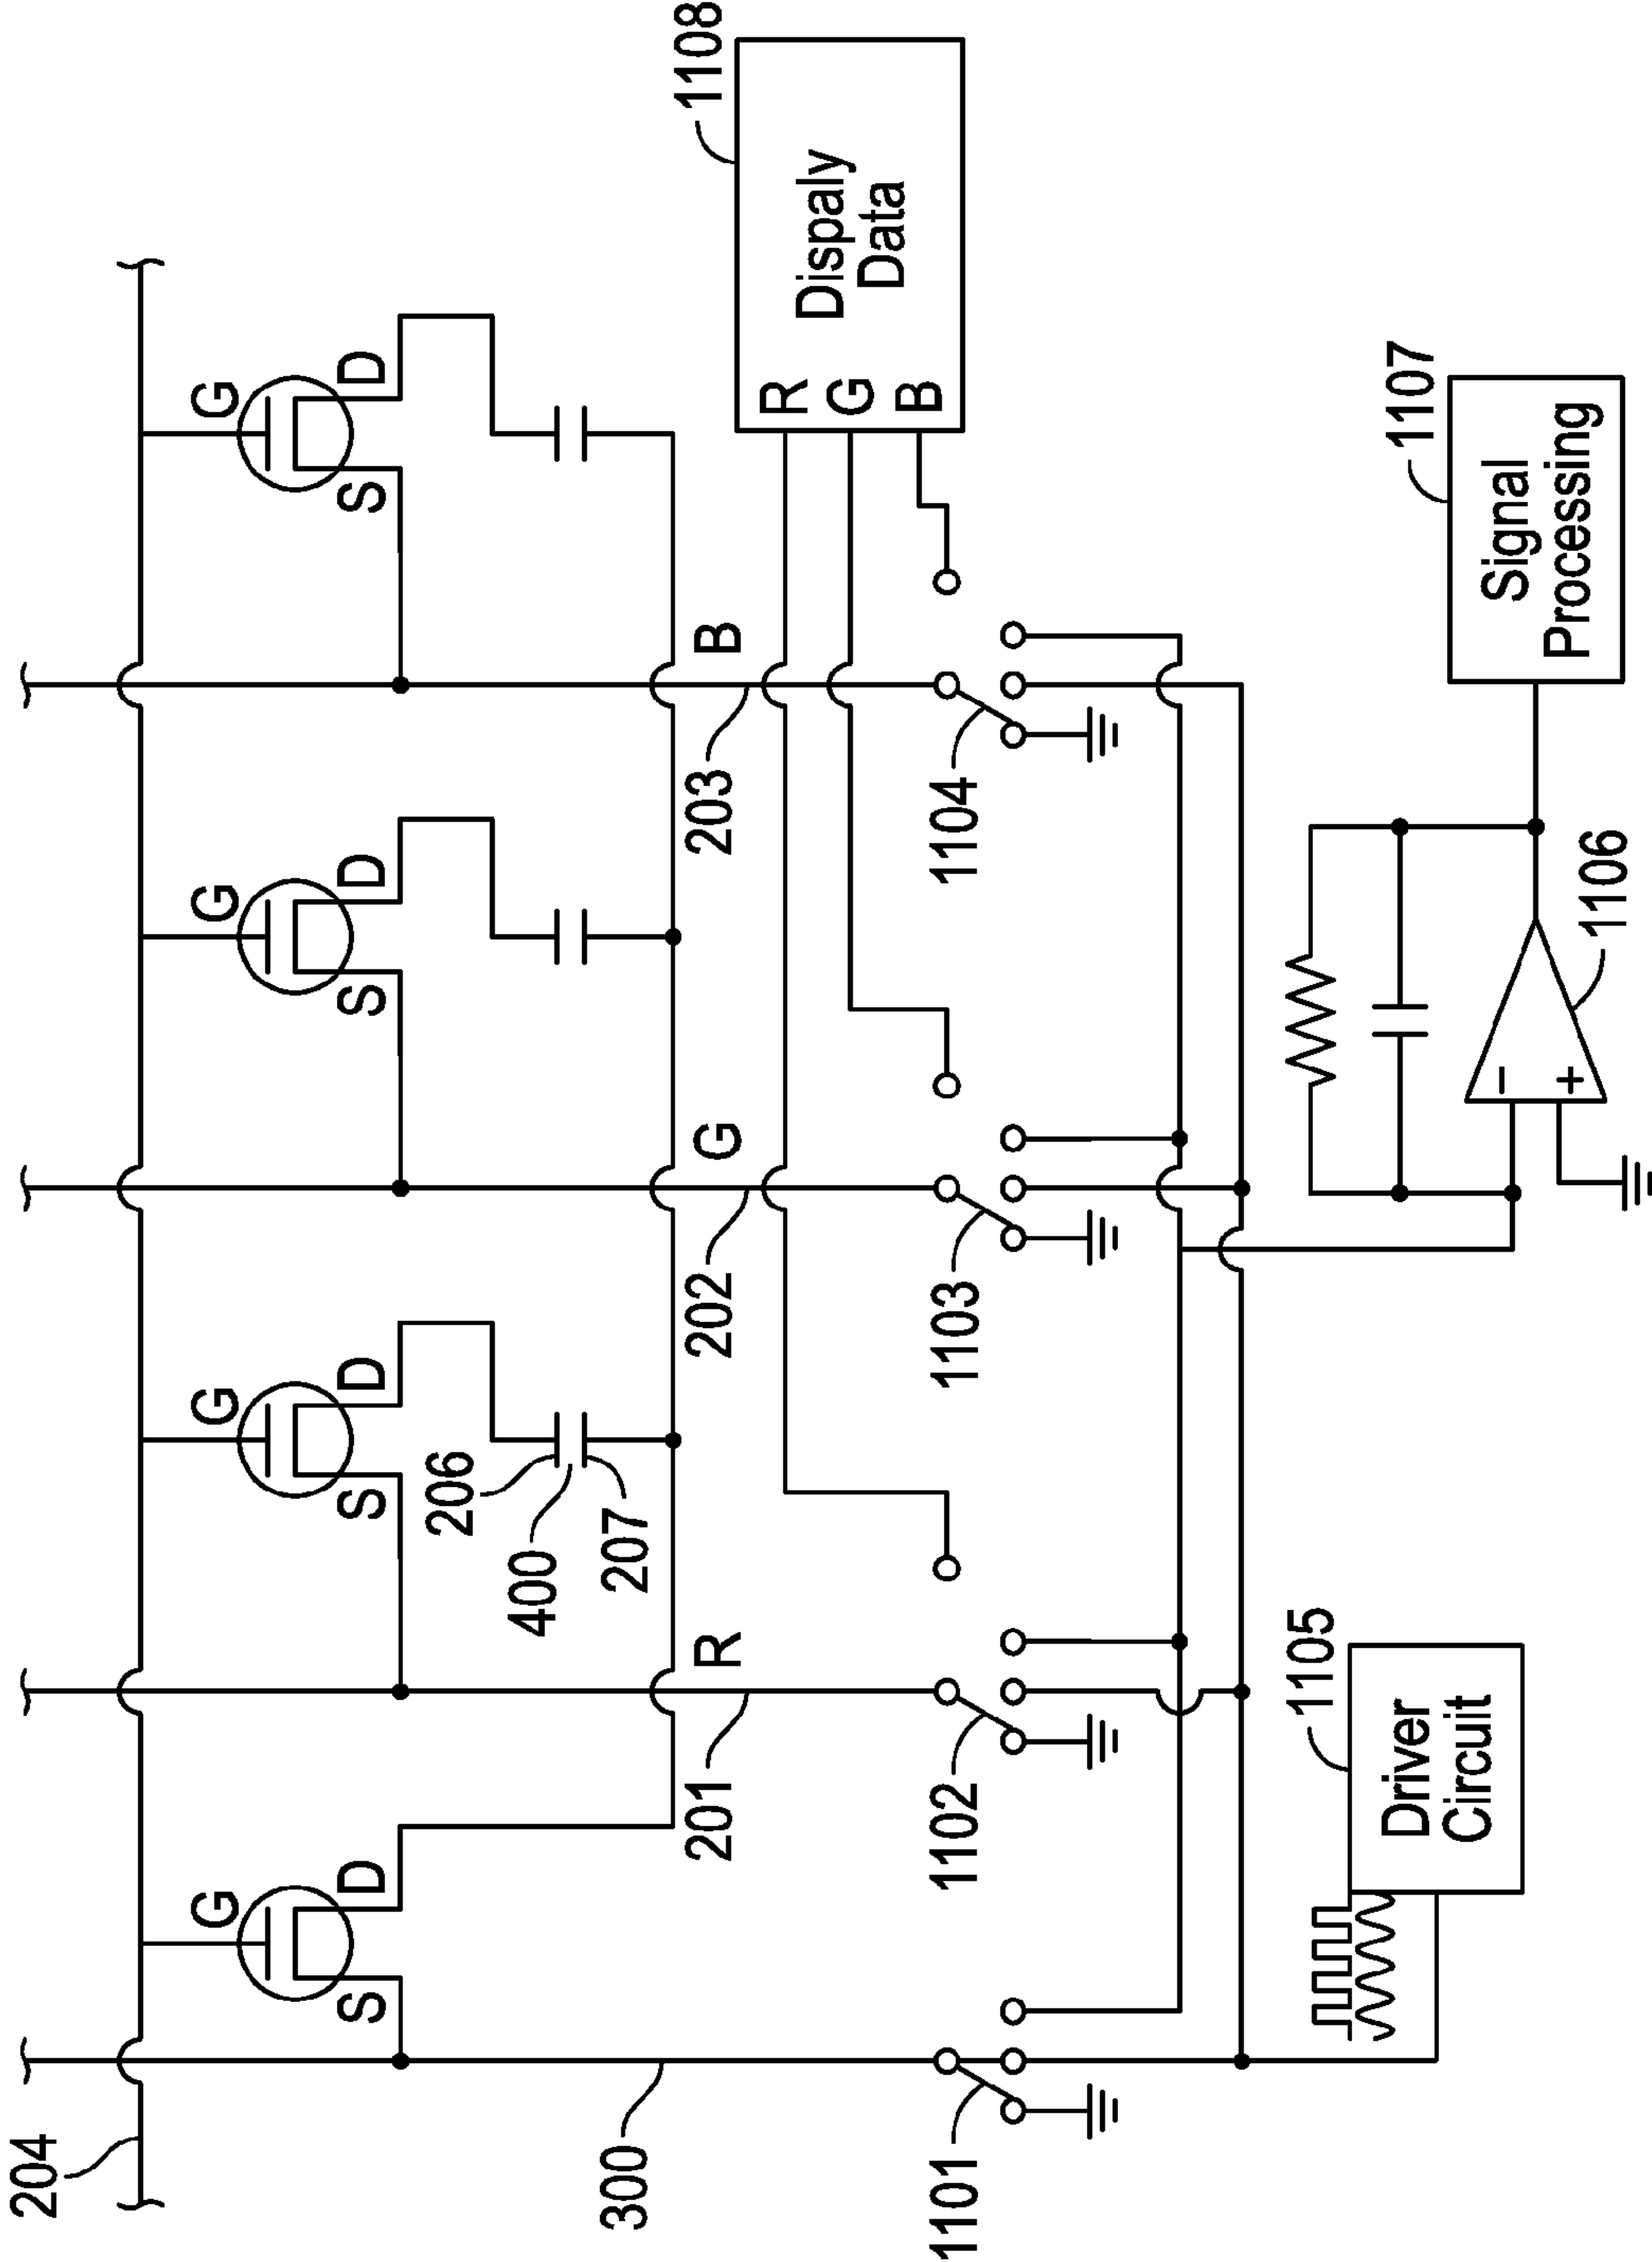 204
G G G G
S D S D S D S D
206
400
300
207
R G B
201 202 203
1108
R
G
B
Dispaly
Data
1101 1102 1103 1104
1105
Driver
Circuit
1107
Signal
Processing
−
+
1106